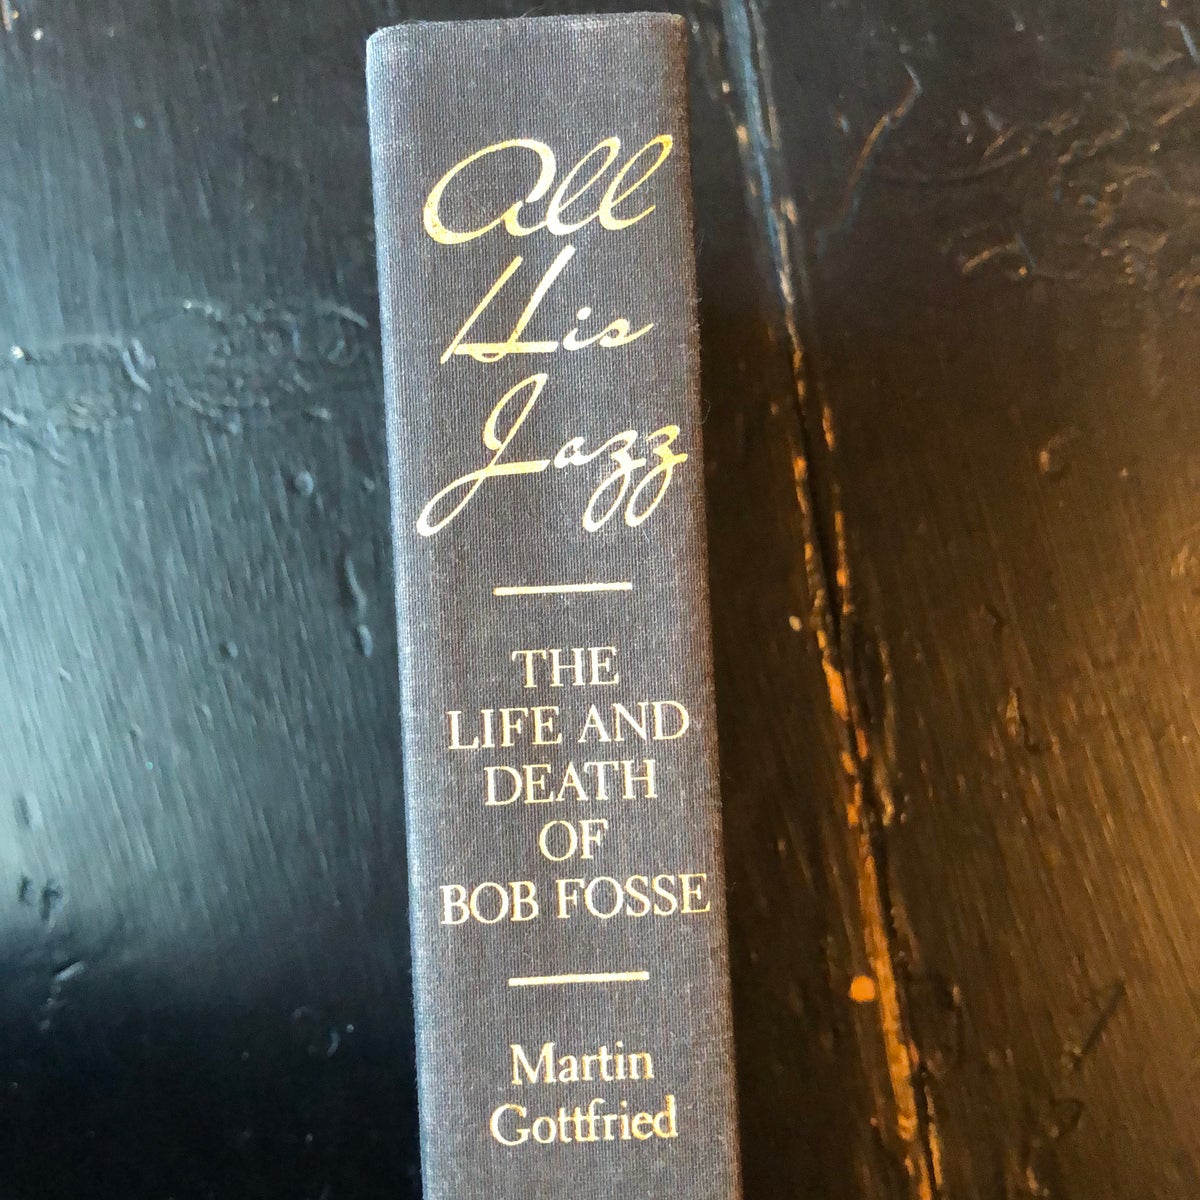 All
His
Jazz
THE
LIFE AND
DEATH
OF
BOB FOSSE
Martin
Gottfried